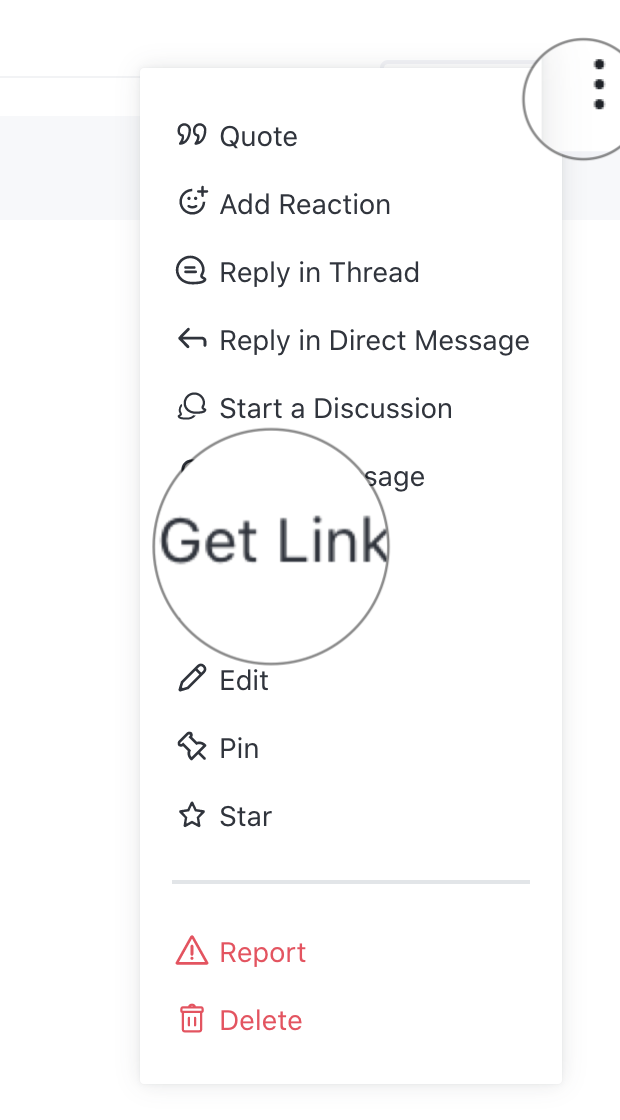 Quote
Add Reaction
Reply in Thread
Reply in Direct Message
Start a Discussion
sage
Get Link
Edit
Pin
Star
Report
Delete